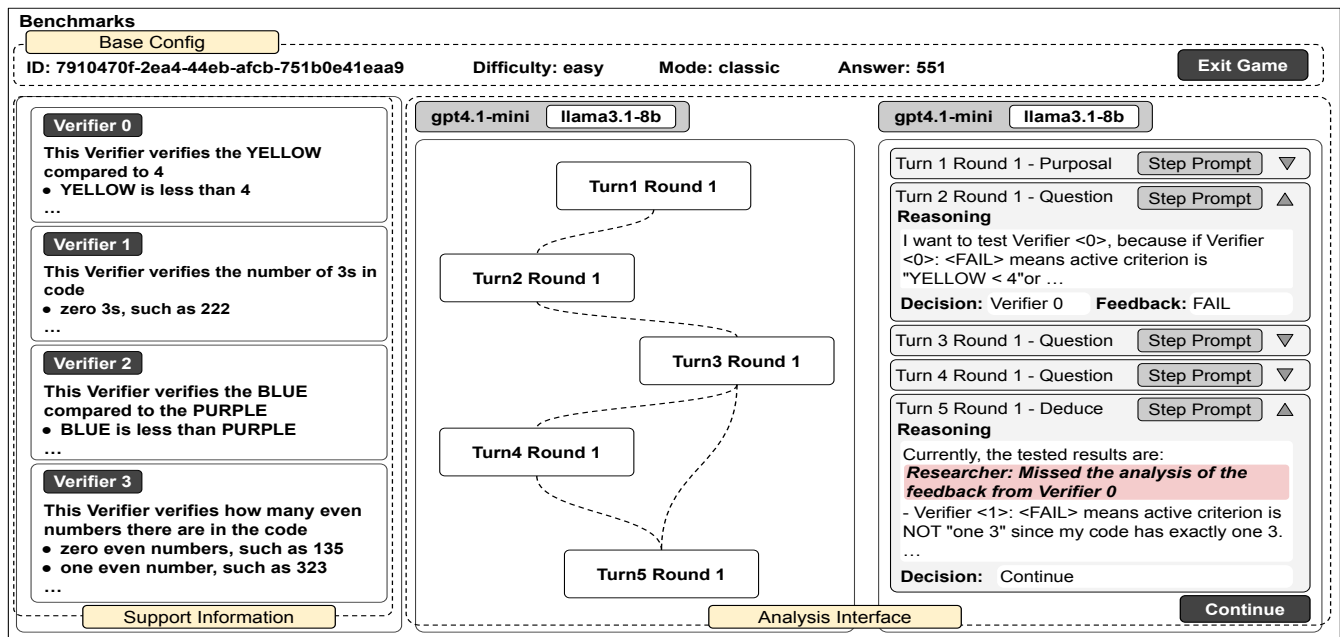 Benchmarks
Base Config
ID: 7910470f-2ea4-44eb-afcb-751b0e41eaa9 Difficulty: easy Mode: classic Answer: 551 Exit Game
Verifier 0
This Verifier verifies the YELLOW
compared to 4
• YELLOW is less than 4
...
Verifier 1
This Verifier verifies the number of 3s in
code
• zero 3s, such as 222
...
Verifier 2
This Verifier verifies the BLUE
compared to the PURPLE
• BLUE is less than PURPLE
...
Verifier 3
This Verifier verifies how many even
numbers there are in the code
• zero even numbers, such as 135
• one even number, such as 323
...
Support Information
gpt4.1-mini llama3.1-8b
Turn1 Round 1
Turn2 Round 1
Turn3 Round 1
Turn4 Round 1
Turn5 Round 1
gpt4.1-mini llama3.1-8b
Turn 1 Round 1 - Purposal Step Prompt
Turn 2 Round 1 - Question Step Prompt
Reasoning
I want to test Verifier <0>, because if Verifier
<0>: <FAIL> means active criterion is
"YELLOW < 4"or ...
Decision: Verifier 0 Feedback: FAIL
Turn 3 Round 1 - Question Step Prompt
Turn 4 Round 1 - Question Step Prompt
Turn 5 Round 1 - Deduce Step Prompt
Reasoning
Currently, the tested results are:
Researcher: Missed the analysis of the
feedback from Verifier 0
- Verifier <1>: <FAIL> means active criterion is
NOT "one 3" since my code has exactly one 3.
...
Decision: Continue
Continue
Analysis Interface